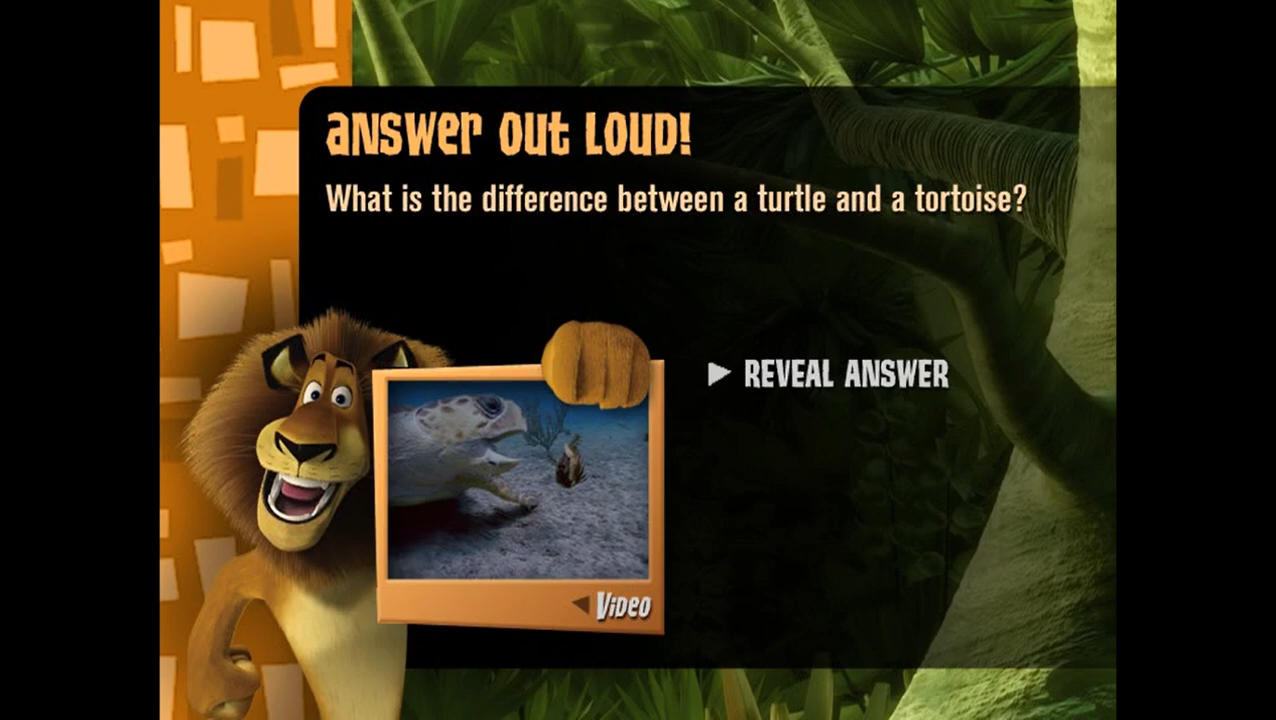 answer out loud!
What is the difference between a turtle and a tortoise?
REVEAL ANSWER
Video